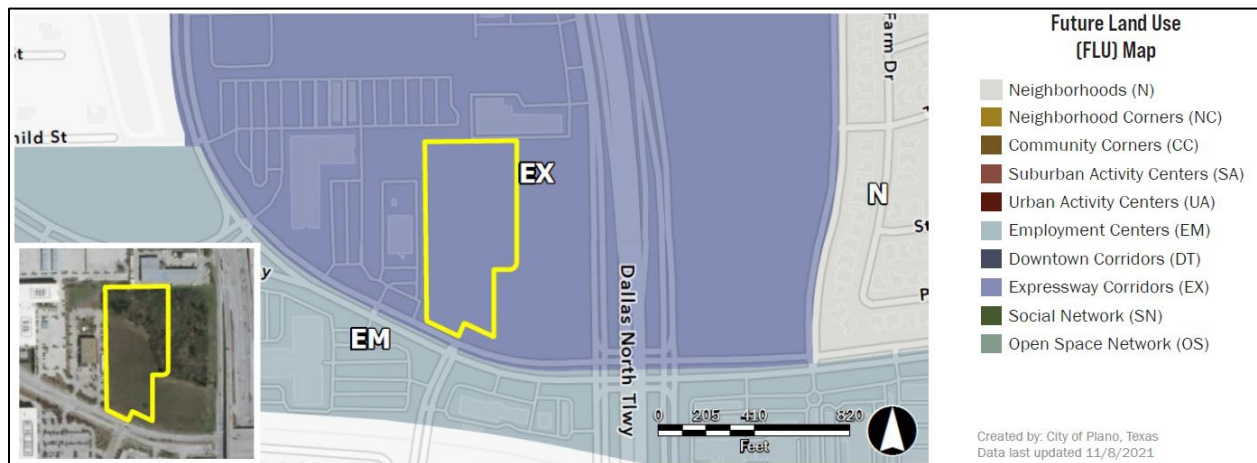 Farm Dr
nild St
EX
N
St
EM
y
P
Dallas North Tlwy
0 205 410 820
Feet
Future Land Use
(FLU) Map
Neighborhoods (N)
Neighborhood Corners (NC)
Community Corners (CC)
Suburban Activity Centers (SA)
Urban Activity Centers (UA)
Employment Centers (EM)
Downtown Corridors (DT)
Expressway Corridors (EX)
Social Network (SN)
Open Space Network (OS)
Created by: City of Plano, Texas
Data last updated 11/8/2021